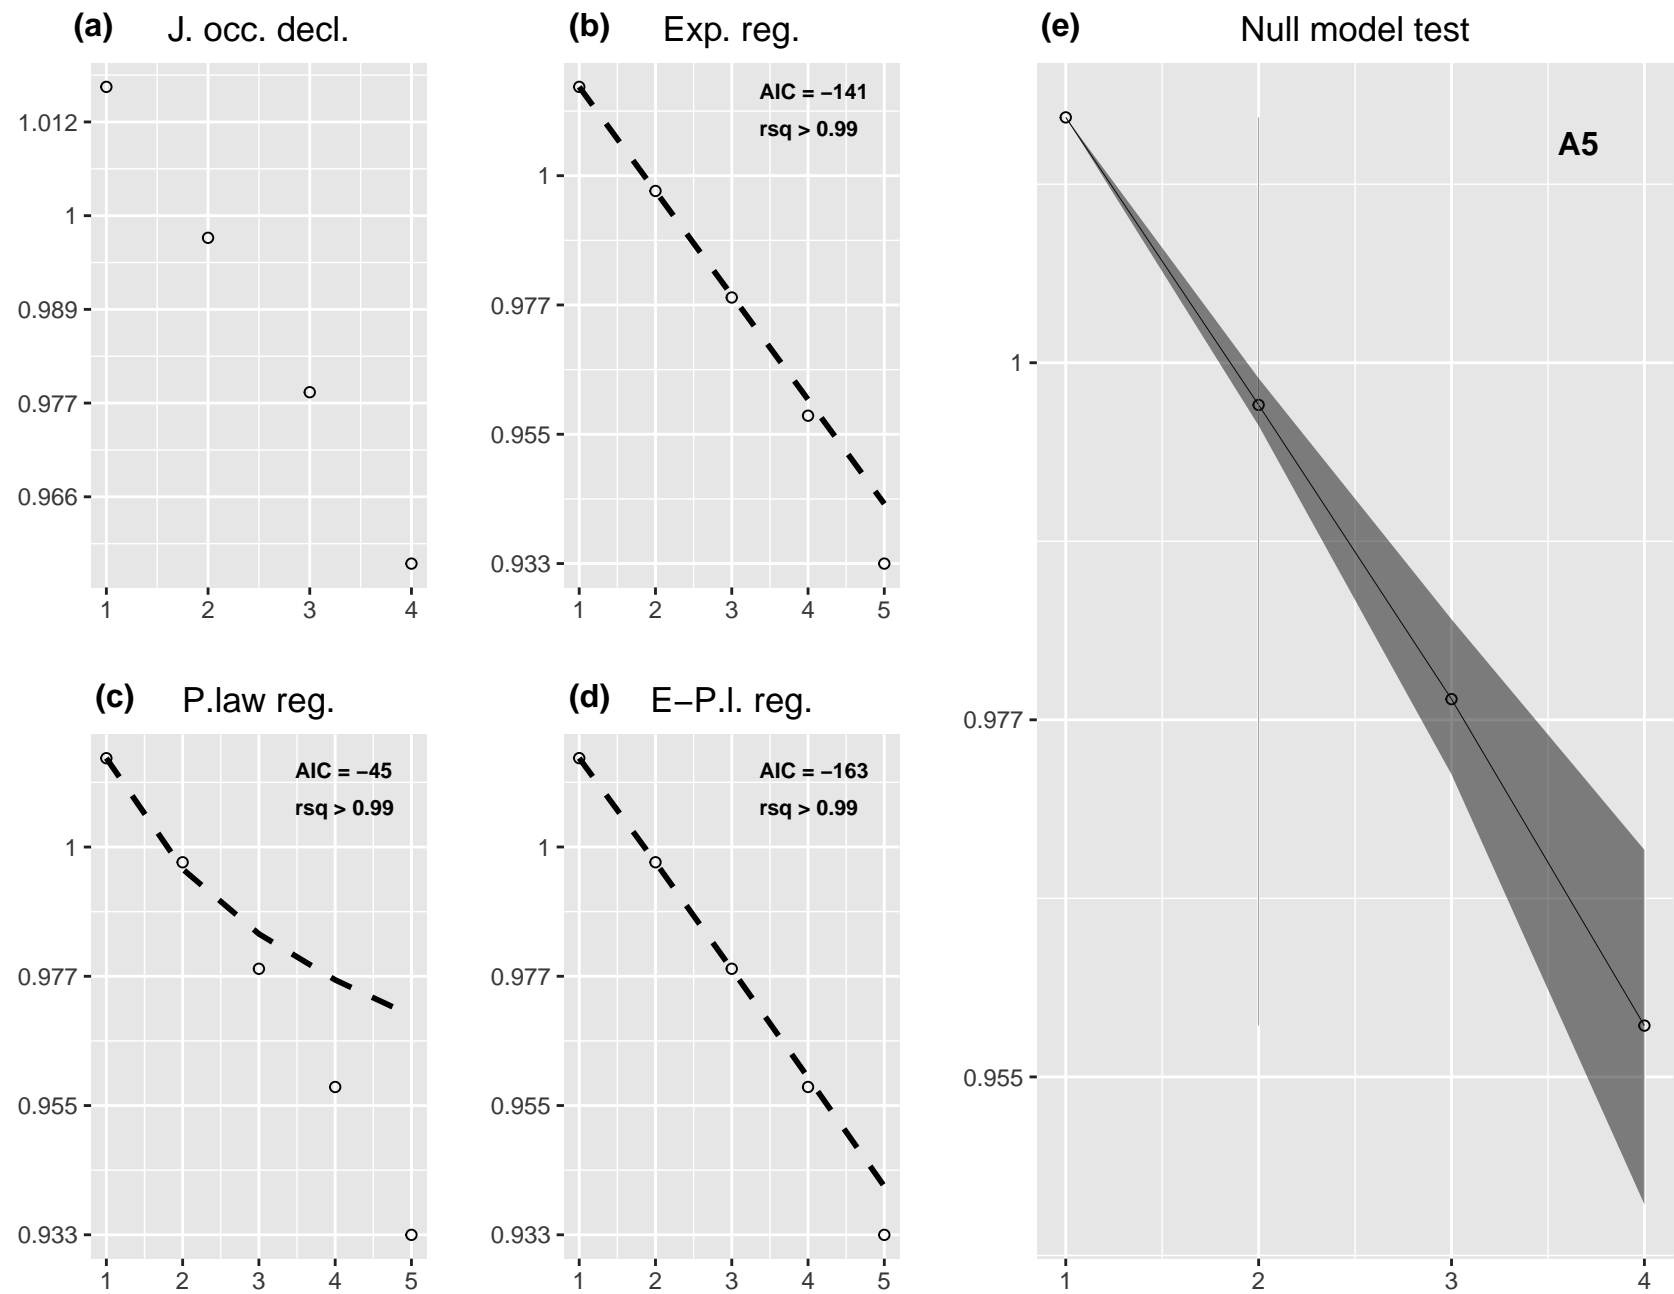 (a) J. occ. decl.
1.012
1
0.989
0.977
0.966
1 2 3 4
(b) Exp. reg.
AIC = −141
rsq > 0.99
1
0.977
0.955
0.933
1 2 3 4 5
(c) P.law reg.
AIC = −45
rsq > 0.99
1
0.977
0.955
0.933
1 2 3 4 5
(d) E−P.l. reg.
AIC = −163
rsq > 0.99
1
0.977
0.955
0.933
1 2 3 4 5
(e) Null model test
A5
1
0.977
0.955
1 2 3 4